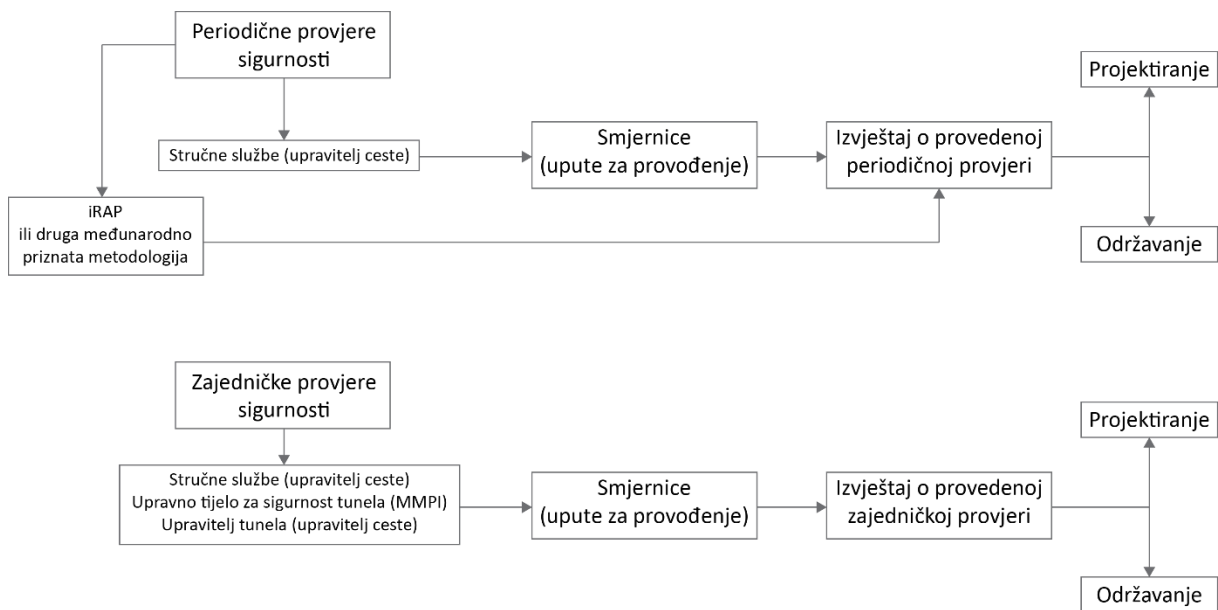 Periodične provjere
sigurnosti
Projektiranje
Stručne službe (upravitelj ceste)
Smjernice
(upute za provođenje)
Izvještaj o provedenoj
periodičnoj provjeri
iRAP
ili druga međunarodno
priznata metodologija
Održavanje
Zajedničke provjere
sigurnosti
Projektiranje
Stručne službe (upravitelj ceste)
Upravno tijelo za sigurnost tunela (MMPI)
Upravitelj tunela (upravitelj ceste)
Smjernice
(upute za provođenje)
Izvještaj o provedenoj
zajedničkoj provjeri
Održavanje